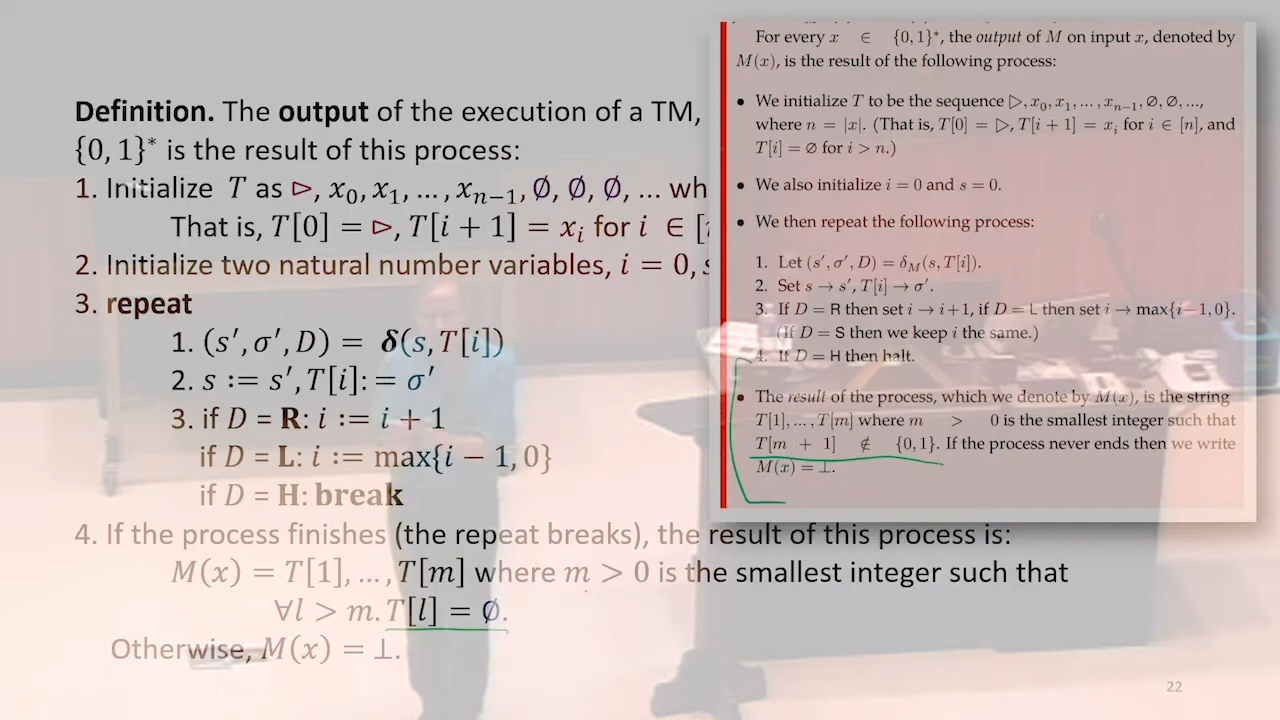 Definition. The output of the execution of a TM,
{0, 1}* is the result of this process:
1. Initialize T as ▷, x₀, x₁, … , xₙ₋₁, ∅, ∅, ∅, … wh
That is, T[0] = ▷, T[i + 1] = xᵢ for i ∈ [
2. Initialize two natural number variables, i = 0, s
3. repeat
1. (s′, σ′, D) = δ(s, T[i])
2. s := s′, T[i]: = σ′
3. if D = R: i := i + 1
if D = L: i := max{i − 1, 0}
if D = H: break
4. If the process finishes (the repeat breaks), the result of this process is:
M(x) = T[1], … , T[m] where m > 0 is the smallest integer such that
∀l > m. T[l] = ∅.
Otherwise, M(x) = ⊥.
For every x ∈ {0, 1}*, the output of M on input x, denoted by
M(x), is the result of the following process:
• We initialize T to be the sequence ▷, x₀, x₁, … , xₙ₋₁, ∅, ∅, …,
where n = |x|. (That is, T[0] = ▷, T[i + 1] = xᵢ for i ∈ [n], and
T[i] = ∅ for i > n.)
• We also initialize i = 0 and s = 0.
• We then repeat the following process:
1. Let (s′, σ′, D) = δ_M(s, T[i]).
2. Set s → s′, T[i] → σ′.
3. If D = R then set i → i+1, if D = L then set i → max{i−1, 0}.
(If D = S then we keep i the same.)
4. If D = H then halt.
• The result of the process, which we denote by M(x), is the string
T[1], … , T[m] where m > 0 is the smallest integer such that
T[m + 1] ∉ {0, 1}. If the process never ends then we write
M(x) = ⊥.
22